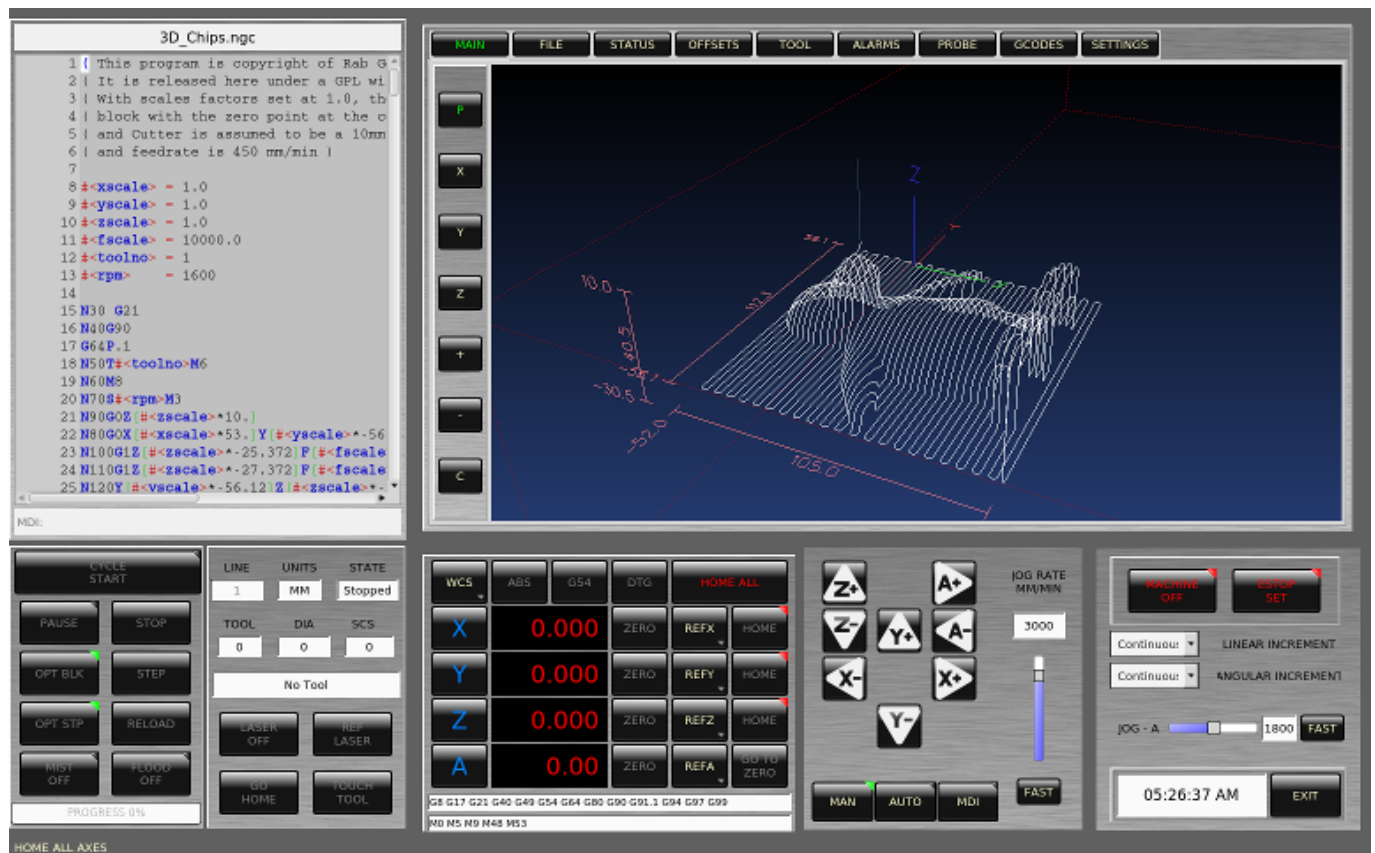 3D_Chips.ngc
1 ( This program is copyright of Rab G
2 ( It is released here under a GPL wi
3 ( With scales factors set at 1.0, th
4 ( block with the zero point at the c
5 ( and Cutter is assumed to be a 10mm
6 ( and feedrate is 450 mm/min )
7
8 #<xscale> = 1.0
9 #<yscale> = 1.0
10 #<zscale> = 1.0
11 #<fscale> = 10000.0
12 #<toolno> = 1
13 #<rpm> = 1600
14
15 N30 G21
16 N40G90
17 G64P.1
18 N50T#<toolno>M6
19 N60M8
20 N70S#<rpm>M3
21 N90G0Z[#<zscale>*10.]
22 N80G0X[#<xscale>*53.]Y[#<yscale>*-56
23 N100G1Z[#<zscale>*-25.372]F[#<fscale
24 N110G1Z[#<zscale>*-27.372]F[#<fscale
25 N120Y[#<yscale>*-56.12]Z[#<zscale>*-
MDI:
MAIN FILE STATUS OFFSETS TOOL ALARMS PROBE GCODES SETTINGS
P
X
Y
Z
+
-
C
Z
Y
10.0
40.5
-30.5
-52.0
105.0
CYCLE
START
PAUSE STOP
OPT BLK STEP
OPT STP RELOAD
MIST
OFF
FLOOD
OFF
PROGRESS 0%
LINE UNITS STATE
1 MM Stopped
TOOL DIA SCS
0 0 0
No Tool
LASER
OFF
REF
LASER
GO
HOME
TOUCH
TOOL
WCS ABS G54 DTG HOME ALL
X 0.000 ZERO REFX HOME
Y 0.000 ZERO REFY HOME
Z 0.000 ZERO REFZ HOME
A 0.00 ZERO REFA GO TO
ZERO
G8 G17 G21 G40 G49 G54 G64 G80 G90 G91.1 G94 G97 G99
M0 M5 M9 M48 M53
Z+ A+
Z- Y+ A-
X- X+
Y-
JOG RATE
MM/MIN
3000
FAST
MAN AUTO MDI
MACHINE
OFF
ESTOP
SET
Continuou: LINEAR INCREMENT
Continuou: ANGULAR INCREMENT
JOG - A 1800 FAST
05:26:37 AM EXIT
HOME ALL AXES